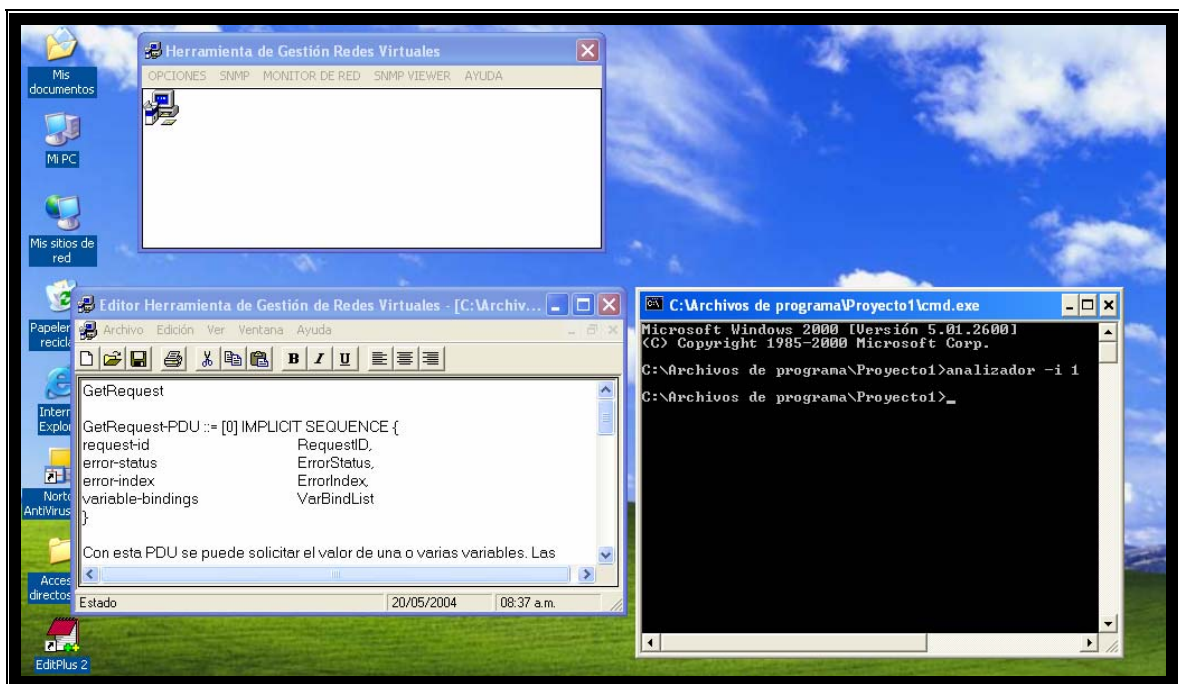 Mis
documentos
Mi PC
Mis sitios de
red
Papeler
recicla
Intern
Explor
Norto
AntiVirus
Acces
directos
EditPlus 2
Herramienta de Gestión Redes Virtuales
OPCIONES SNMP MONITOR DE RED SNMP VIEWER AYUDA
Editor Herramienta de Gestión de Redes Virtuales - [C:\Archiv...
Archivo Edición Ver Ventana Ayuda
B I U
GetRequest
GetRequest-PDU ::= [0] IMPLICIT SEQUENCE {
request-id RequestID,
error-status ErrorStatus,
error-index ErrorIndex,
variable-bindings VarBindList
}
Con esta PDU se puede solicitar el valor de una o varias variables. Las
Estado 20/05/2004 08:37 a.m.
C:\Archivos de programa\Proyecto1\cmd.exe
Microsoft Windows 2000 [Versión 5.01.2600]
(C) Copyright 1985-2000 Microsoft Corp.
C:\Archivos de programa\Proyecto1>analizador -i 1
C:\Archivos de programa\Proyecto1>_